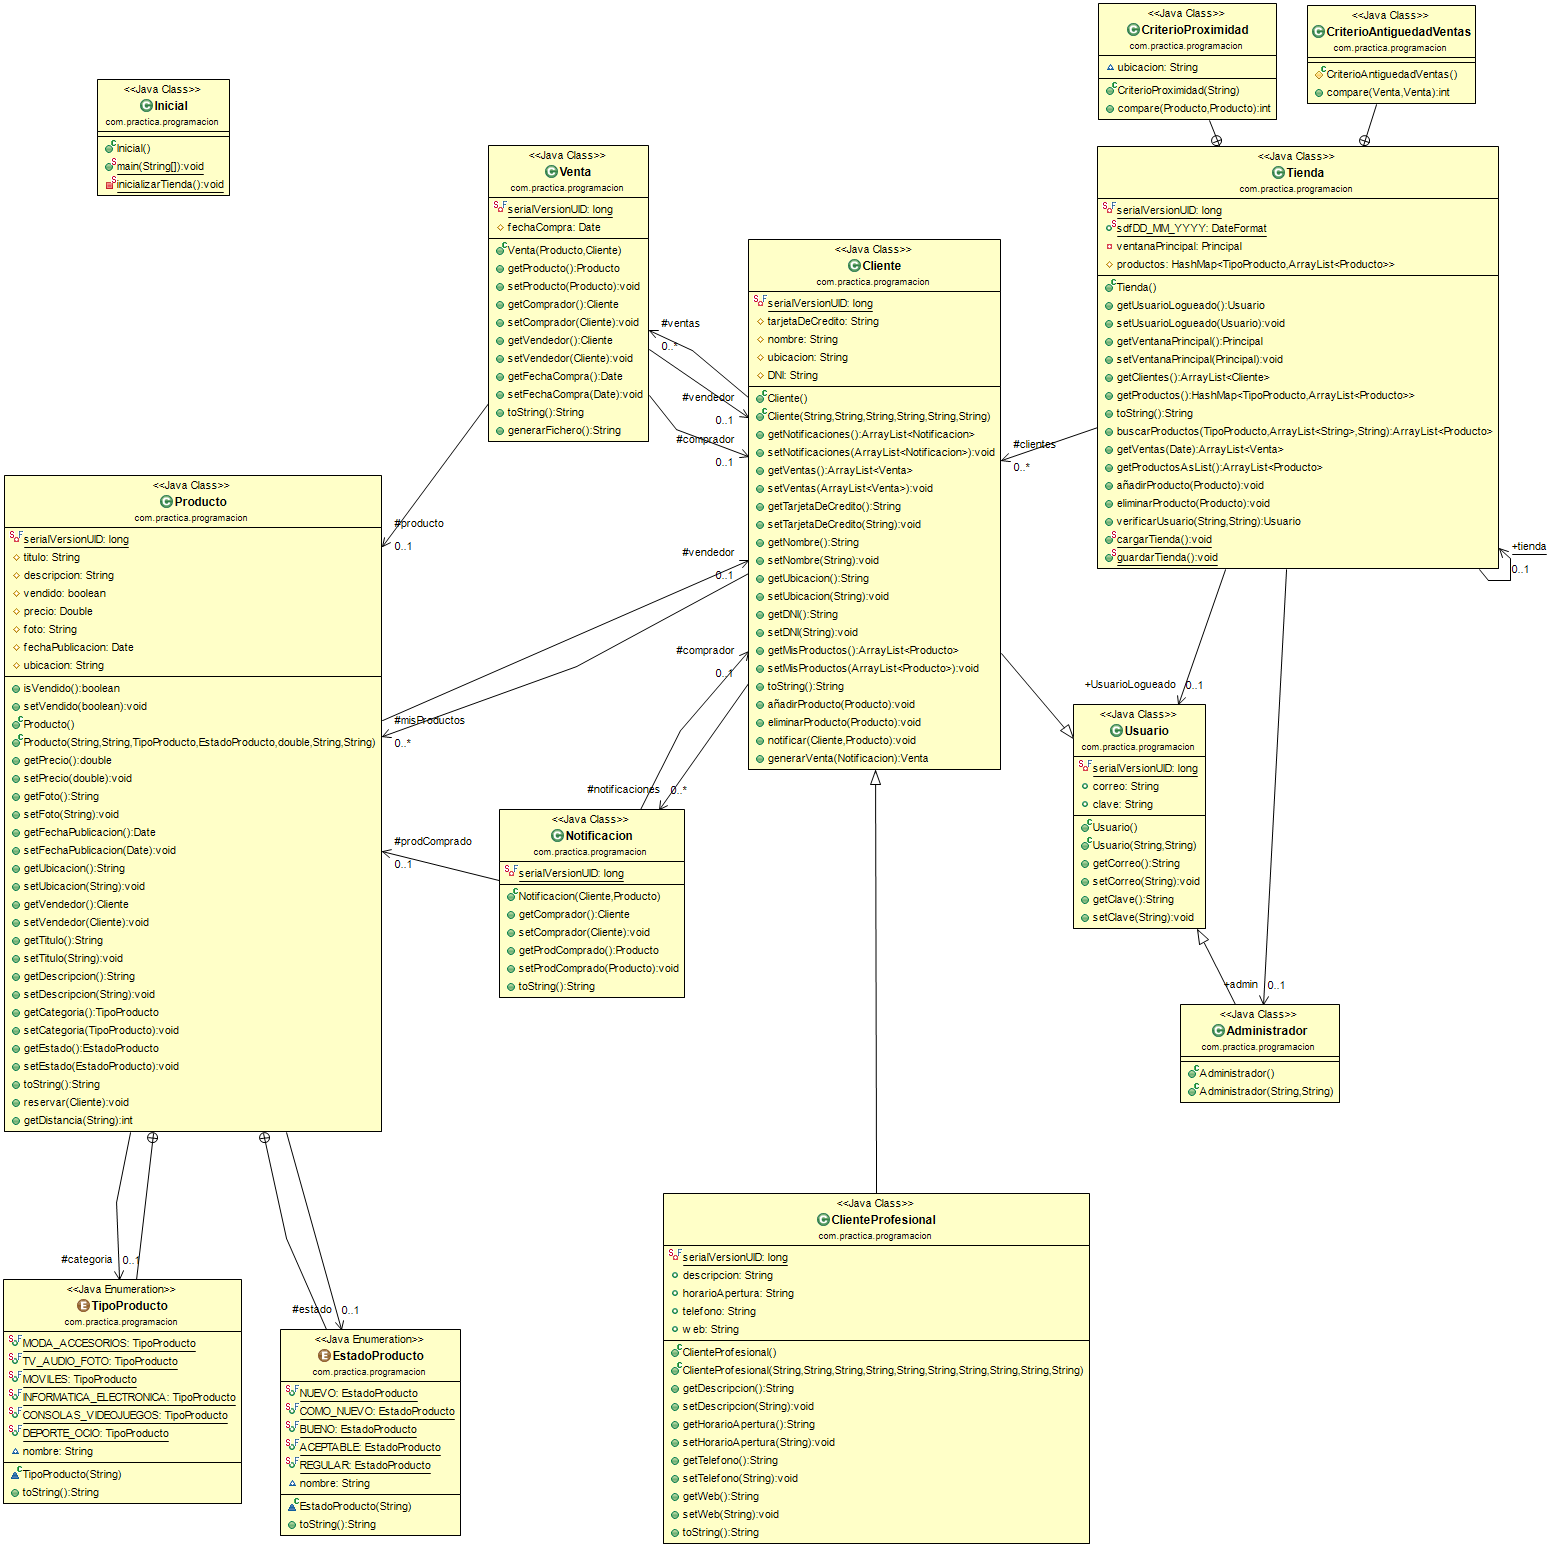 <<Java Class>>
Inicial
com.practica.programacion
Inicial()
main(String[]):void
inicializarTienda():void
<<Java Class>>
Venta
com.practica.programacion
serialVersionUID: long
fechaCompra: Date
Venta(Producto,Cliente)
getProducto():Producto
setProducto(Producto):void
getComprador():Cliente
setComprador(Cliente):void
getVendedor():Cliente
setVendedor(Cliente):void
getFechaCompra():Date
setFechaCompra(Date):void
toString():String
generarFichero():String
<<Java Class>>
Cliente
com.practica.programacion
serialVersionUID: long
tarjetaDeCredito: String
nombre: String
ubicacion: String
DNI: String
Cliente()
Cliente(String,String,String,String,String,String)
getNotificaciones():ArrayList<Notificacion>
setNotificaciones(ArrayList<Notificacion>):void
getVentas():ArrayList<Venta>
setVentas(ArrayList<Venta>):void
getTarjetaDeCredito():String
setTarjetaDeCredito(String):void
getNombre():String
setNombre(String):void
getUbicacion():String
setUbicacion(String):void
getDNI():String
setDNI(String):void
getMisProductos():ArrayList<Producto>
setMisProductos(ArrayList<Producto>):void
toString():String
añadirProducto(Producto):void
eliminarProducto(Producto):void
notificar(Cliente,Producto):void
generarVenta(Notificacion):Venta
<<Java Class>>
CriterioProximidad
com.practica.programacion
ubicacion: String
CriterioProximidad(String)
compare(Producto,Producto):int
<<Java Class>>
CriterioAntiguedadVentas
com.practica.programacion
CriterioAntiguedadVentas()
compare(Venta,Venta):int
<<Java Class>>
Tienda
com.practica.programacion
serialVersionUID: long
sdfDD_MM_YYYY: DateFormat
ventanaPrincipal: Principal
productos: HashMap<TipoProducto,ArrayList<Producto>>
Tienda()
getUsuarioLogueado():Usuario
setUsuarioLogueado(Usuario):void
getVentanaPrincipal():Principal
setVentanaPrincipal(Principal):void
getClientes():ArrayList<Cliente>
getProductos():HashMap<TipoProducto,ArrayList<Producto>>
toString():String
buscarProductos(TipoProducto,ArrayList<String>,String):ArrayList<Producto>
getVentas(Date):ArrayList<Venta>
getProductosAsList():ArrayList<Producto>
añadirProducto(Producto):void
eliminarProducto(Producto):void
verificarUsuario(String,String):Usuario
cargarTienda():void
guardarTienda():void
#ventas
0..*
#vendedor
0..1
#comprador
0..1
#clientes
0..*
+tienda
0..1
#producto
0..1
#vendedor
0..1
#misProductos
0..*
#comprador
0..1
#notificaciones
0..*
#prodComprado
0..1
+UsuarioLogueado
0..1
+admin
0..1
<<Java Class>>
Producto
com.practica.programacion
serialVersionUID: long
titulo: String
descripcion: String
vendido: boolean
precio: Double
foto: String
fechaPublicacion: Date
ubicacion: String
isVendido():boolean
setVendido(boolean):void
Producto()
Producto(String,String,TipoProducto,EstadoProducto,double,String,String)
getPrecio():double
setPrecio(double):void
getFoto():String
setFoto(String):void
getFechaPublicacion():Date
setFechaPublicacion(Date):void
getUbicacion():String
setUbicacion(String):void
getVendedor():Cliente
setVendedor(Cliente):void
getTitulo():String
setTitulo(String):void
getDescripcion():String
setDescripcion(String):void
getCategoria():TipoProducto
setCategoria(TipoProducto):void
getEstado():EstadoProducto
setEstado(EstadoProducto):void
toString():String
reservar(Cliente):void
getDistancia(String):int
<<Java Class>>
Notificacion
com.practica.programacion
serialVersionUID: long
Notificacion(Cliente,Producto)
getComprador():Cliente
setComprador(Cliente):void
getProdComprado():Producto
setProdComprado(Producto):void
toString():String
<<Java Class>>
Usuario
com.practica.programacion
serialVersionUID: long
correo: String
clave: String
Usuario()
Usuario(String,String)
getCorreo():String
setCorreo(String):void
getClave():String
setClave(String):void
<<Java Class>>
Administrador
com.practica.programacion
Administrador()
Administrador(String,String)
#categoria
0..1
#estado
0..1
<<Java Enumeration>>
TipoProducto
com.practica.programacion
MODA_ACCESORIOS: TipoProducto
TV_AUDIO_FOTO: TipoProducto
MOVILES: TipoProducto
INFORMATICA_ELECTRONICA: TipoProducto
CONSOLAS_VIDEOJUEGOS: TipoProducto
DEPORTE_OCIO: TipoProducto
nombre: String
TipoProducto(String)
toString():String
<<Java Enumeration>>
EstadoProducto
com.practica.programacion
NUEVO: EstadoProducto
COMO_NUEVO: EstadoProducto
BUENO: EstadoProducto
ACEPTABLE: EstadoProducto
REGULAR: EstadoProducto
nombre: String
EstadoProducto(String)
toString():String
<<Java Class>>
ClienteProfesional
com.practica.programacion
serialVersionUID: long
descripcion: String
horarioApertura: String
telefono: String
web: String
ClienteProfesional()
ClienteProfesional(String,String,String,String,String,String,String,String,String,String)
getDescripcion():String
setDescripcion(String):void
getHorarioApertura():String
setHorarioApertura(String):void
getTelefono():String
setTelefono(String):void
getWeb():String
setWeb(String):void
toString():String